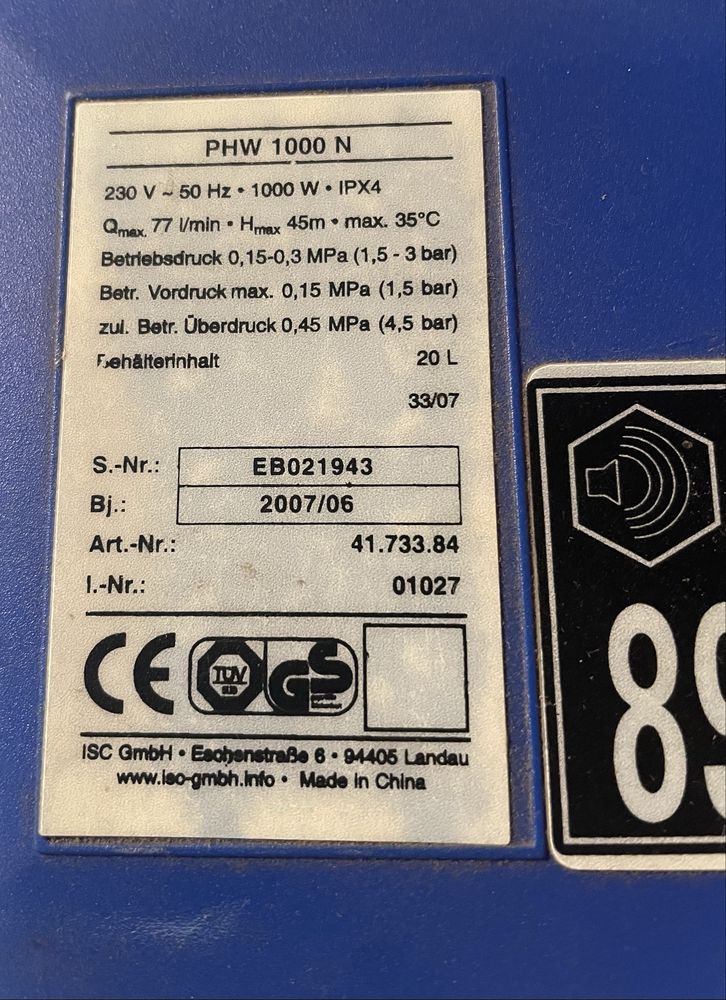 PHW 1000 N
230 V ~ 50 Hz • 1000 W • IPX4
Qmax. 77 l/min • Hmax 45m • max. 35°C
Betriebsdruck 0,15-0,3 MPa (1,5 - 3 bar)
Betr. Vordruck max. 0,15 MPa (1,5 bar)
zul. Betr. Überdruck 0,45 MPa (4,5 bar)
Behälterinhalt 20 L
33/07
S.-Nr.: EB021943
Bj.: 2007/06
Art.-Nr.: 41.733.84
I.-Nr.: 01027
CE TÜV GS
ISC GmbH • Eschenstraße 6 • 94405 Landau
www.isc-gmbh.info • Made in China
89